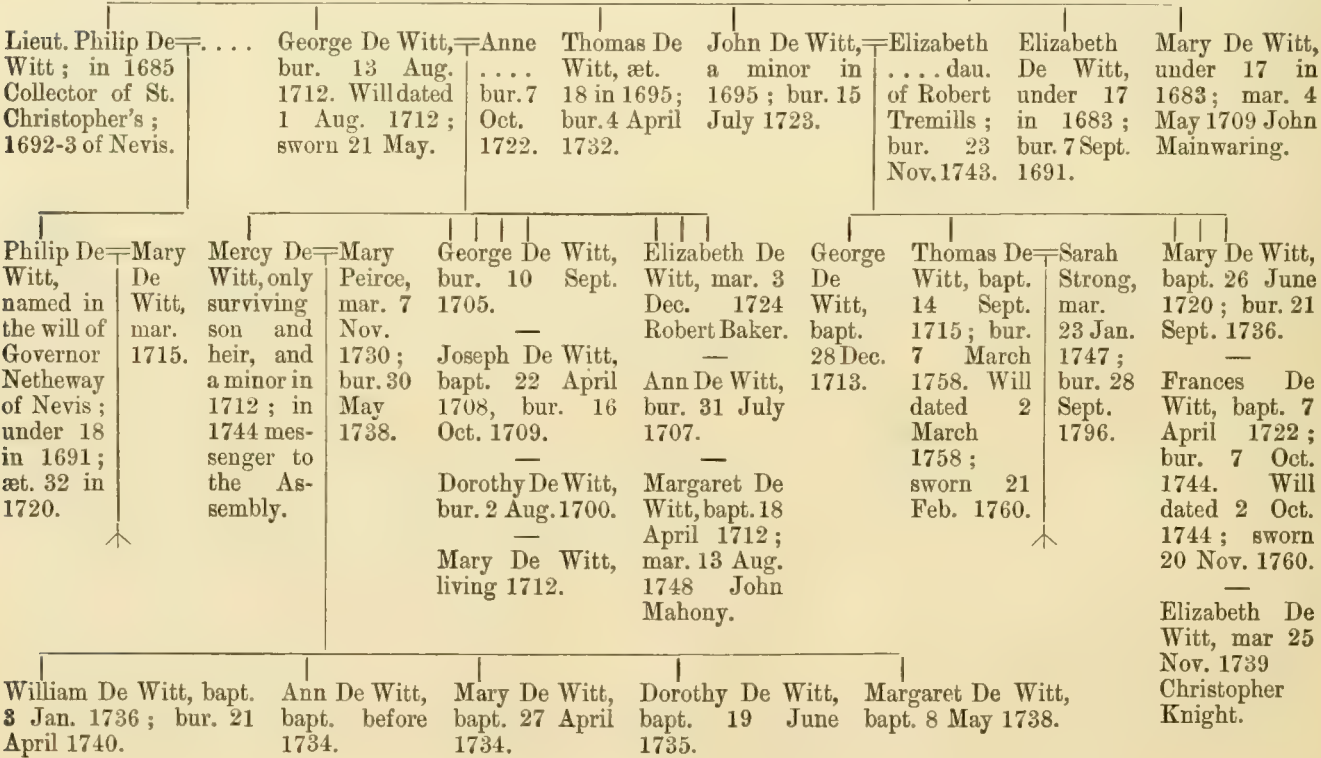 Lieut. Philip De
Witt ; in 1685
Collector of St.
Christopher's ;
1692-3 of Nevis.
. . . .
George De Witt,
bur. 13 Aug.
1712. Will dated
1 Aug. 1712 ;
sworn 21 May.
Anne
. . . .
bur. 7
Oct.
1722.
Thomas De
Witt, æt.
18 in 1695;
bur. 4 April
1732.
John De Witt,
a minor in
1695 ; bur. 15
July 1723.
Elizabeth
. . . . dau.
of Robert
Tremills ;
bur. 23
Nov. 1743.
Elizabeth
De Witt,
under 17
in 1683 ;
bur. 7 Sept.
1691.
Mary De Witt,
under 17 in
1683; mar. 4
May 1709 John
Mainwaring.
Philip De
Witt,
named in
the will of
Governor
Netheway
of Nevis ;
under 18
in 1691;
æt. 32 in
1720.
Mary
De
Witt,
mar.
1715.
Mercy De
Witt, only
surviving
son and
heir, and
a minor in
1712 ; in
1744 mes-
senger to
the As-
sembly.
Mary
Peirce,
mar. 7
Nov.
1730 ;
bur. 30
May
1738.
George De Witt,
bur. 10 Sept.
1705.
—
Joseph De Witt,
bapt. 22 April
1708, bur. 16
Oct. 1709.
—
Dorothy De Witt,
bur. 2 Aug. 1700.
—
Mary De Witt,
living 1712.
Elizabeth De
Witt, mar. 3
Dec. 1724
Robert Baker.
—
Ann De Witt,
bur. 31 July
1707.
—
Margaret De
Witt, bapt. 18
April 1712 ;
mar. 13 Aug.
1748 John
Mahony.
George
De
Witt,
bapt.
28 Dec.
1713.
Thomas De
Witt, bapt.
14 Sept.
1715 ; bur.
7 March
1758. Will
dated 2
March
1758 ;
sworn 21
Feb. 1760.
Sarah
Strong,
mar.
23 Jan.
1747 ;
bur. 28
Sept.
1796.
Mary De Witt,
bapt. 26 June
1720 ; bur. 21
Sept. 1736.
—
Frances De
Witt, bapt. 7
April 1722 ;
bur. 7 Oct.
1744. Will
dated 2 Oct.
1744 ; sworn
20 Nov. 1760.
—
Elizabeth De
Witt, mar 25
Nov. 1739
Christopher
Knight.
William De Witt, bapt.
3 Jan. 1736 ; bur. 21
April 1740.
Ann De Witt,
bapt. before
1734.
Mary De Witt,
bapt. 27 April
1734.
Dorothy De Witt,
bapt. 19 June
1735.
Margaret De Witt,
bapt. 8 May 1738.